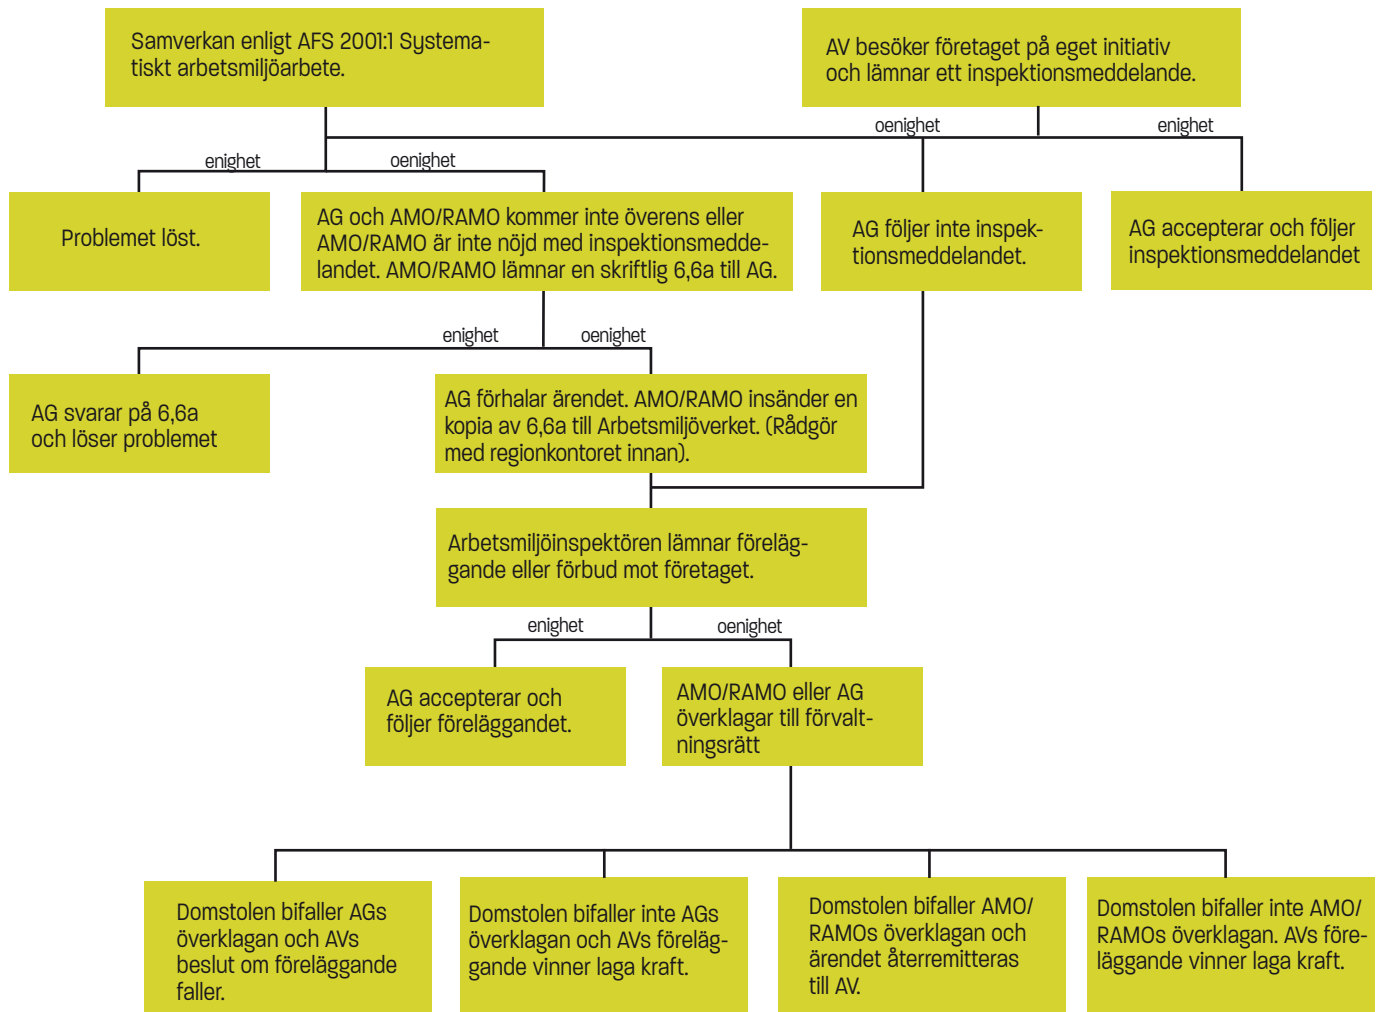 Samverkan enligt AFS 2001:1 Systema-
tiskt arbetsmiljöarbete.
AV besöker företaget på eget initiativ
och lämnar ett inspektionsmeddelande.
oenighet
enighet
enighet
oenighet
Problemet löst.
AG och AMO/RAMO kommer inte överens eller
AMO/RAMO är inte nöjd med inspektionsmedde-
landet. AMO/RAMO lämnar en skriftlig 6,6a till AG.
AG följer inte inspek-
tionsmeddelandet.
AG accepterar och följer
inspektionsmeddelandet
enighet
oenighet
AG svarar på 6,6a
och löser problemet
AG förhalar ärendet. AMO/RAMO insänder en
kopia av 6,6a till Arbetsmiljöverket. (Rådgör
med regionkontoret innan).
Arbetsmiljöinspektören lämnar föreläg-
gande eller förbud mot företaget.
enighet
oenighet
AG accepterar och
följer föreläggandet.
AMO/RAMO eller AG
överklagar till förvalt-
ningsrätt
Domstolen bifaller AGs
överklagan och AVs
beslut om föreläggande
faller.
Domstolen bifaller inte AGs
överklagan och AVs föreläg-
gande vinner laga kraft.
Domstolen bifaller AMO/
RAMOs överklagan och
ärendet återremitteras
till AV.
Domstolen bifaller inte AMO/
RAMOs överklagan. AVs före-
läggande vinner laga kraft.